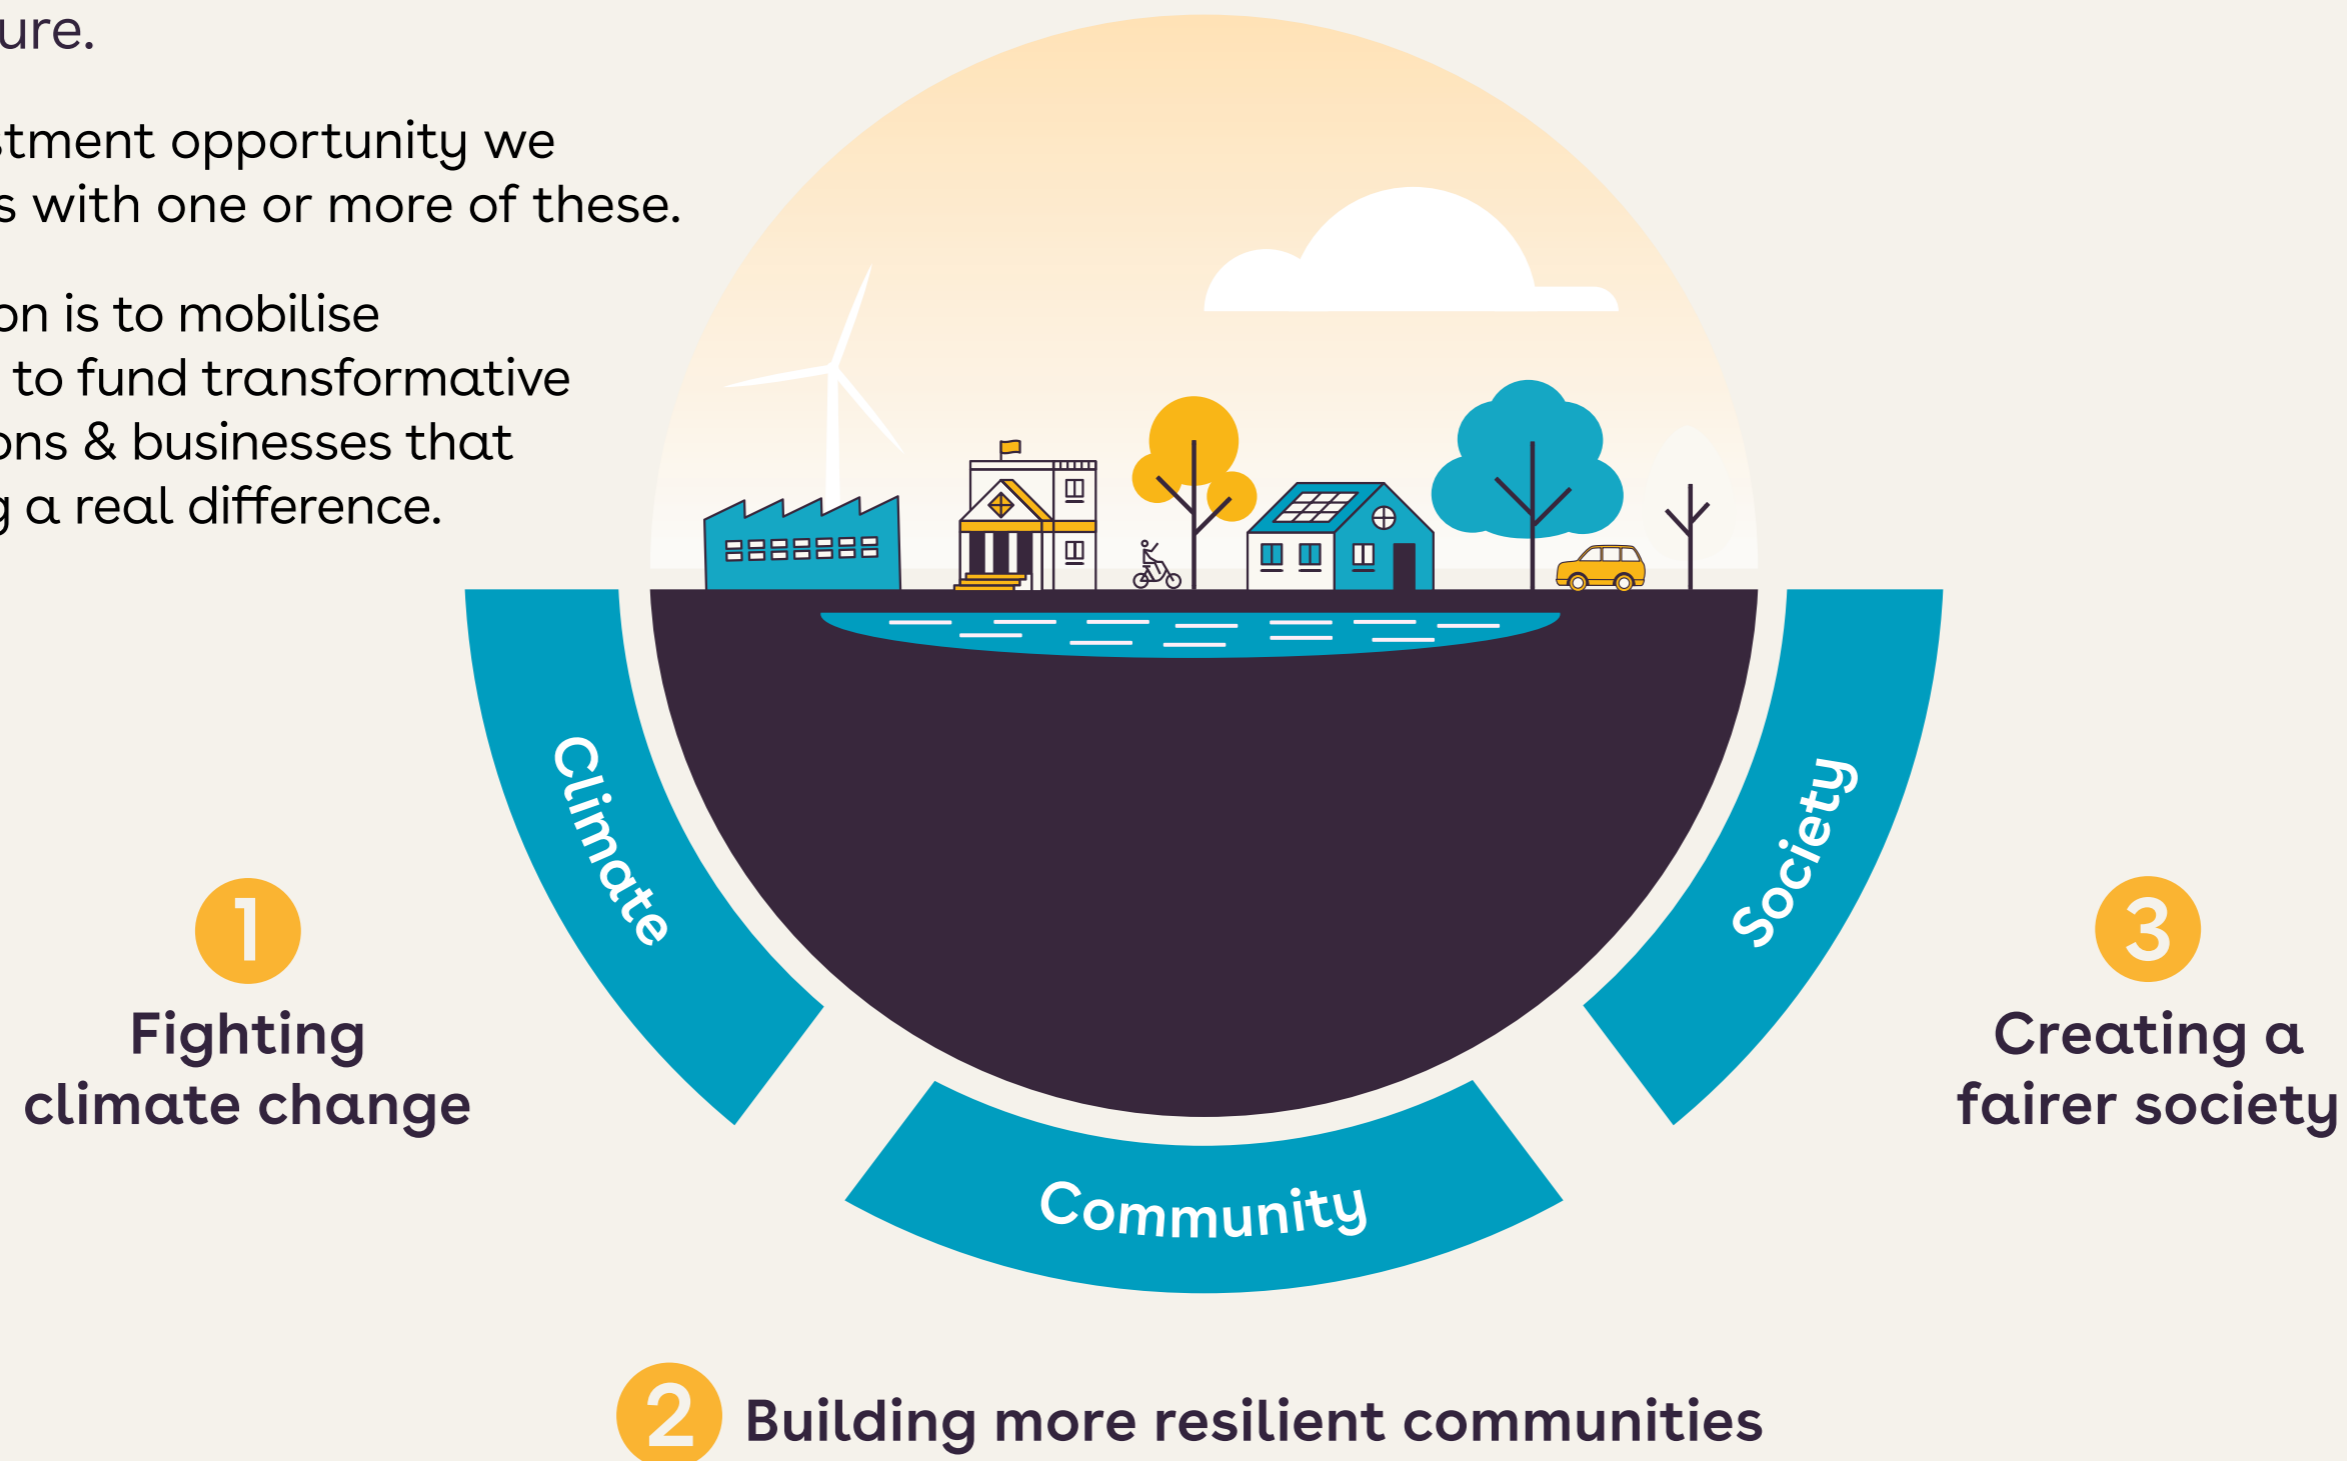 ure.
stment opportunity we
s with one or more of these.
on is to mobilise
to fund transformative
ons & businesses that
g a real difference.
Climate
Society
Community
1
Fighting
climate change
3
Creating a
fairer society
2 Building more resilient communities